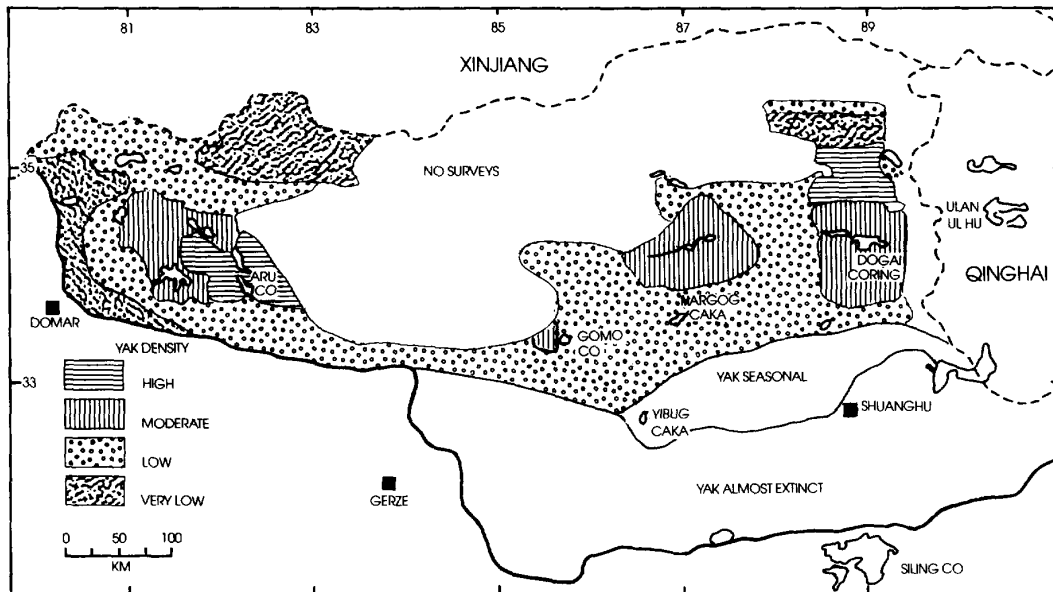 81 83 85 87 89
XINJIANG
35
NO SURVEYS
ULAN
UL HU
DOGAI
CORING
QINGHAI
ARU
CO
DOMAR
MARGOG
CAKA
GOMO
CO
YAK DENSITY
HIGH
33
YAK SEASONAL
MODERATE
YIBUG
CAKA
SHUANGHU
LOW
GERZE
YAK ALMOST EXTINCT
VERY LOW
0 50 100
KM
SILING CO